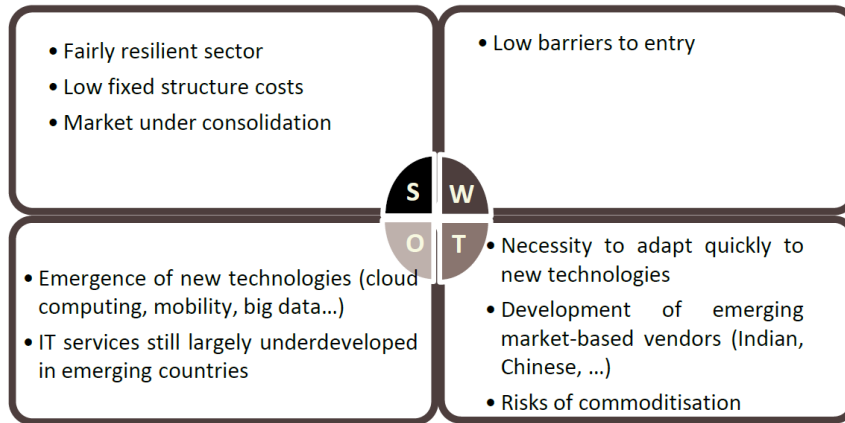 • Fairly resilient sector
• Low fixed structure costs
• Market under consolidation
• Low barriers to entry
S
W
O
T
• Emergence of new technologies (cloud
computing, mobility, big data…)
• IT services still largely underdeveloped
in emerging countries
• Necessity to adapt quickly to
new technologies
• Development of emerging
market-based vendors (Indian,
Chinese, …)
• Risks of commoditisation